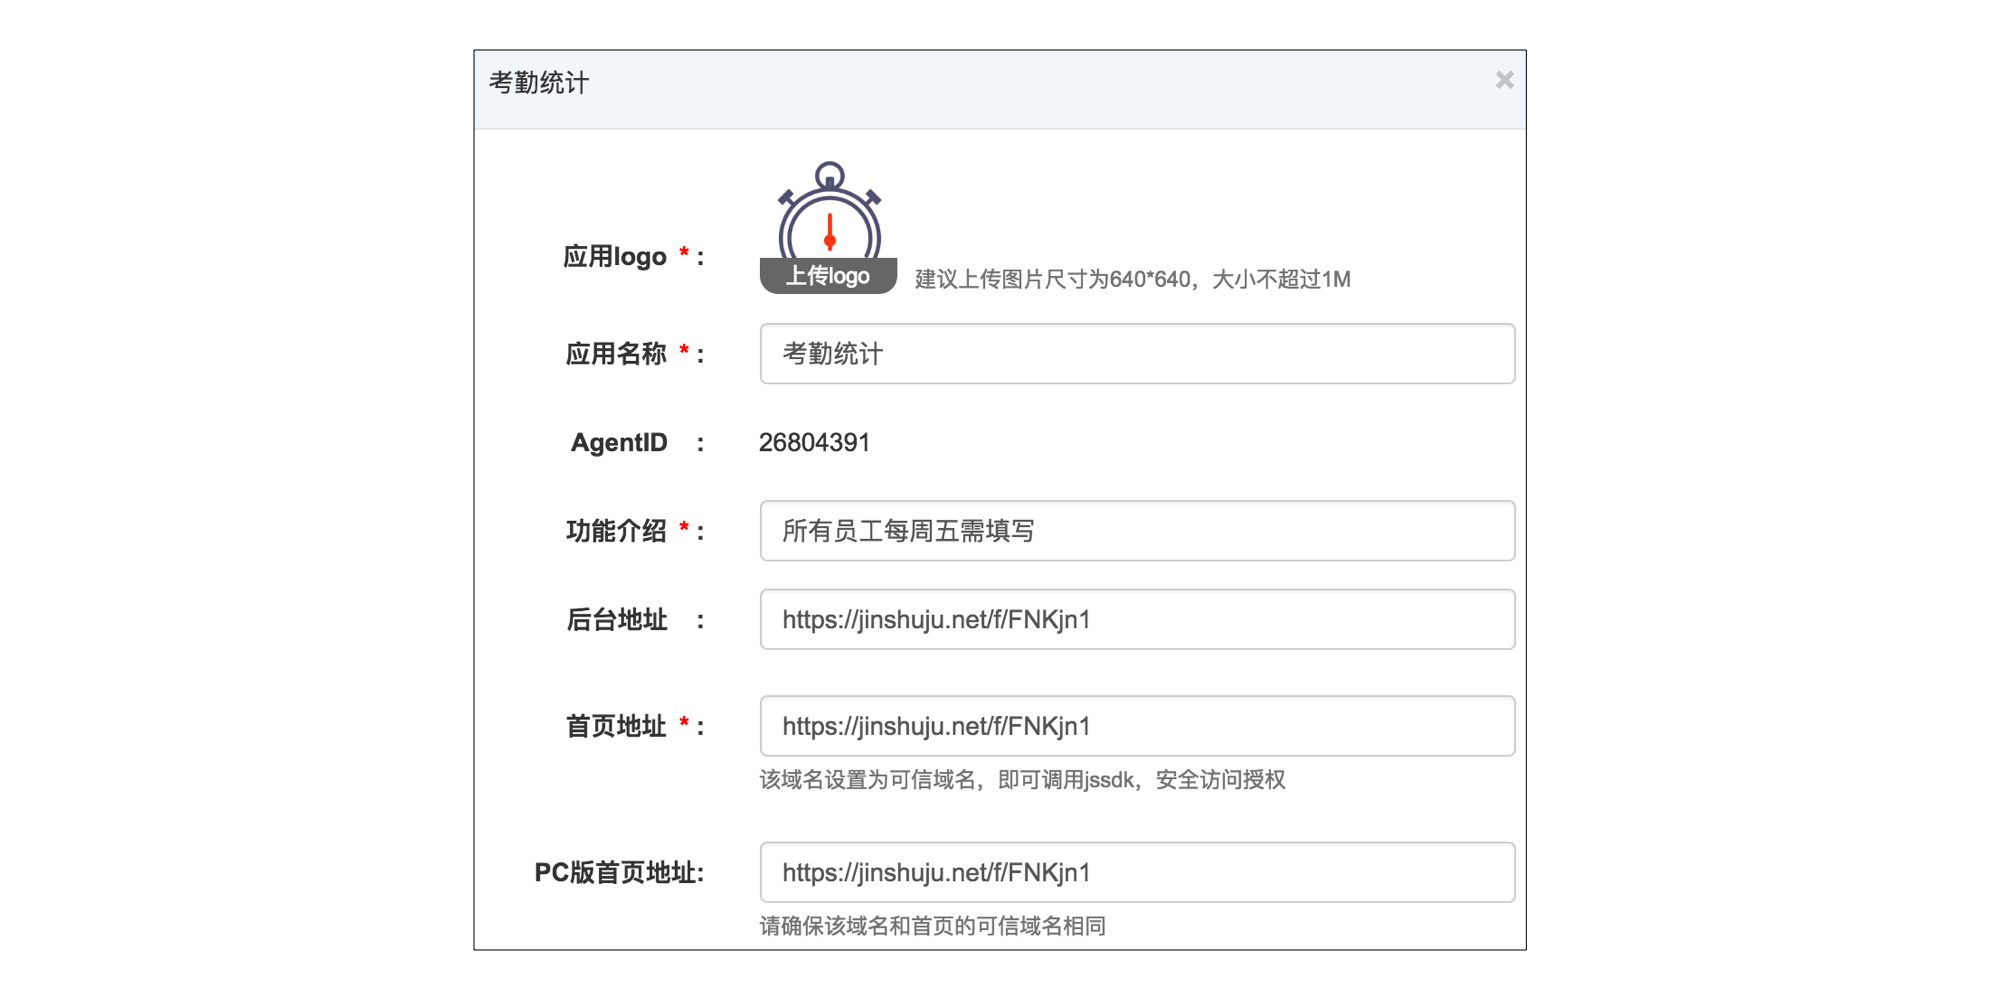 考勤统计
应用logo * :
上传logo
建议上传图片尺寸为640*640，大小不超过1M
应用名称 * : 考勤统计
AgentID : 26804391
功能介绍 * : 所有员工每周五需填写
后台地址 : https://jinshuju.net/f/FNKjn1
首页地址 * : https://jinshuju.net/f/FNKjn1
该域名设置为可信域名，即可调用jssdk，安全访问授权
PC版首页地址: https://jinshuju.net/f/FNKjn1
请确保该域名和首页的可信域名相同